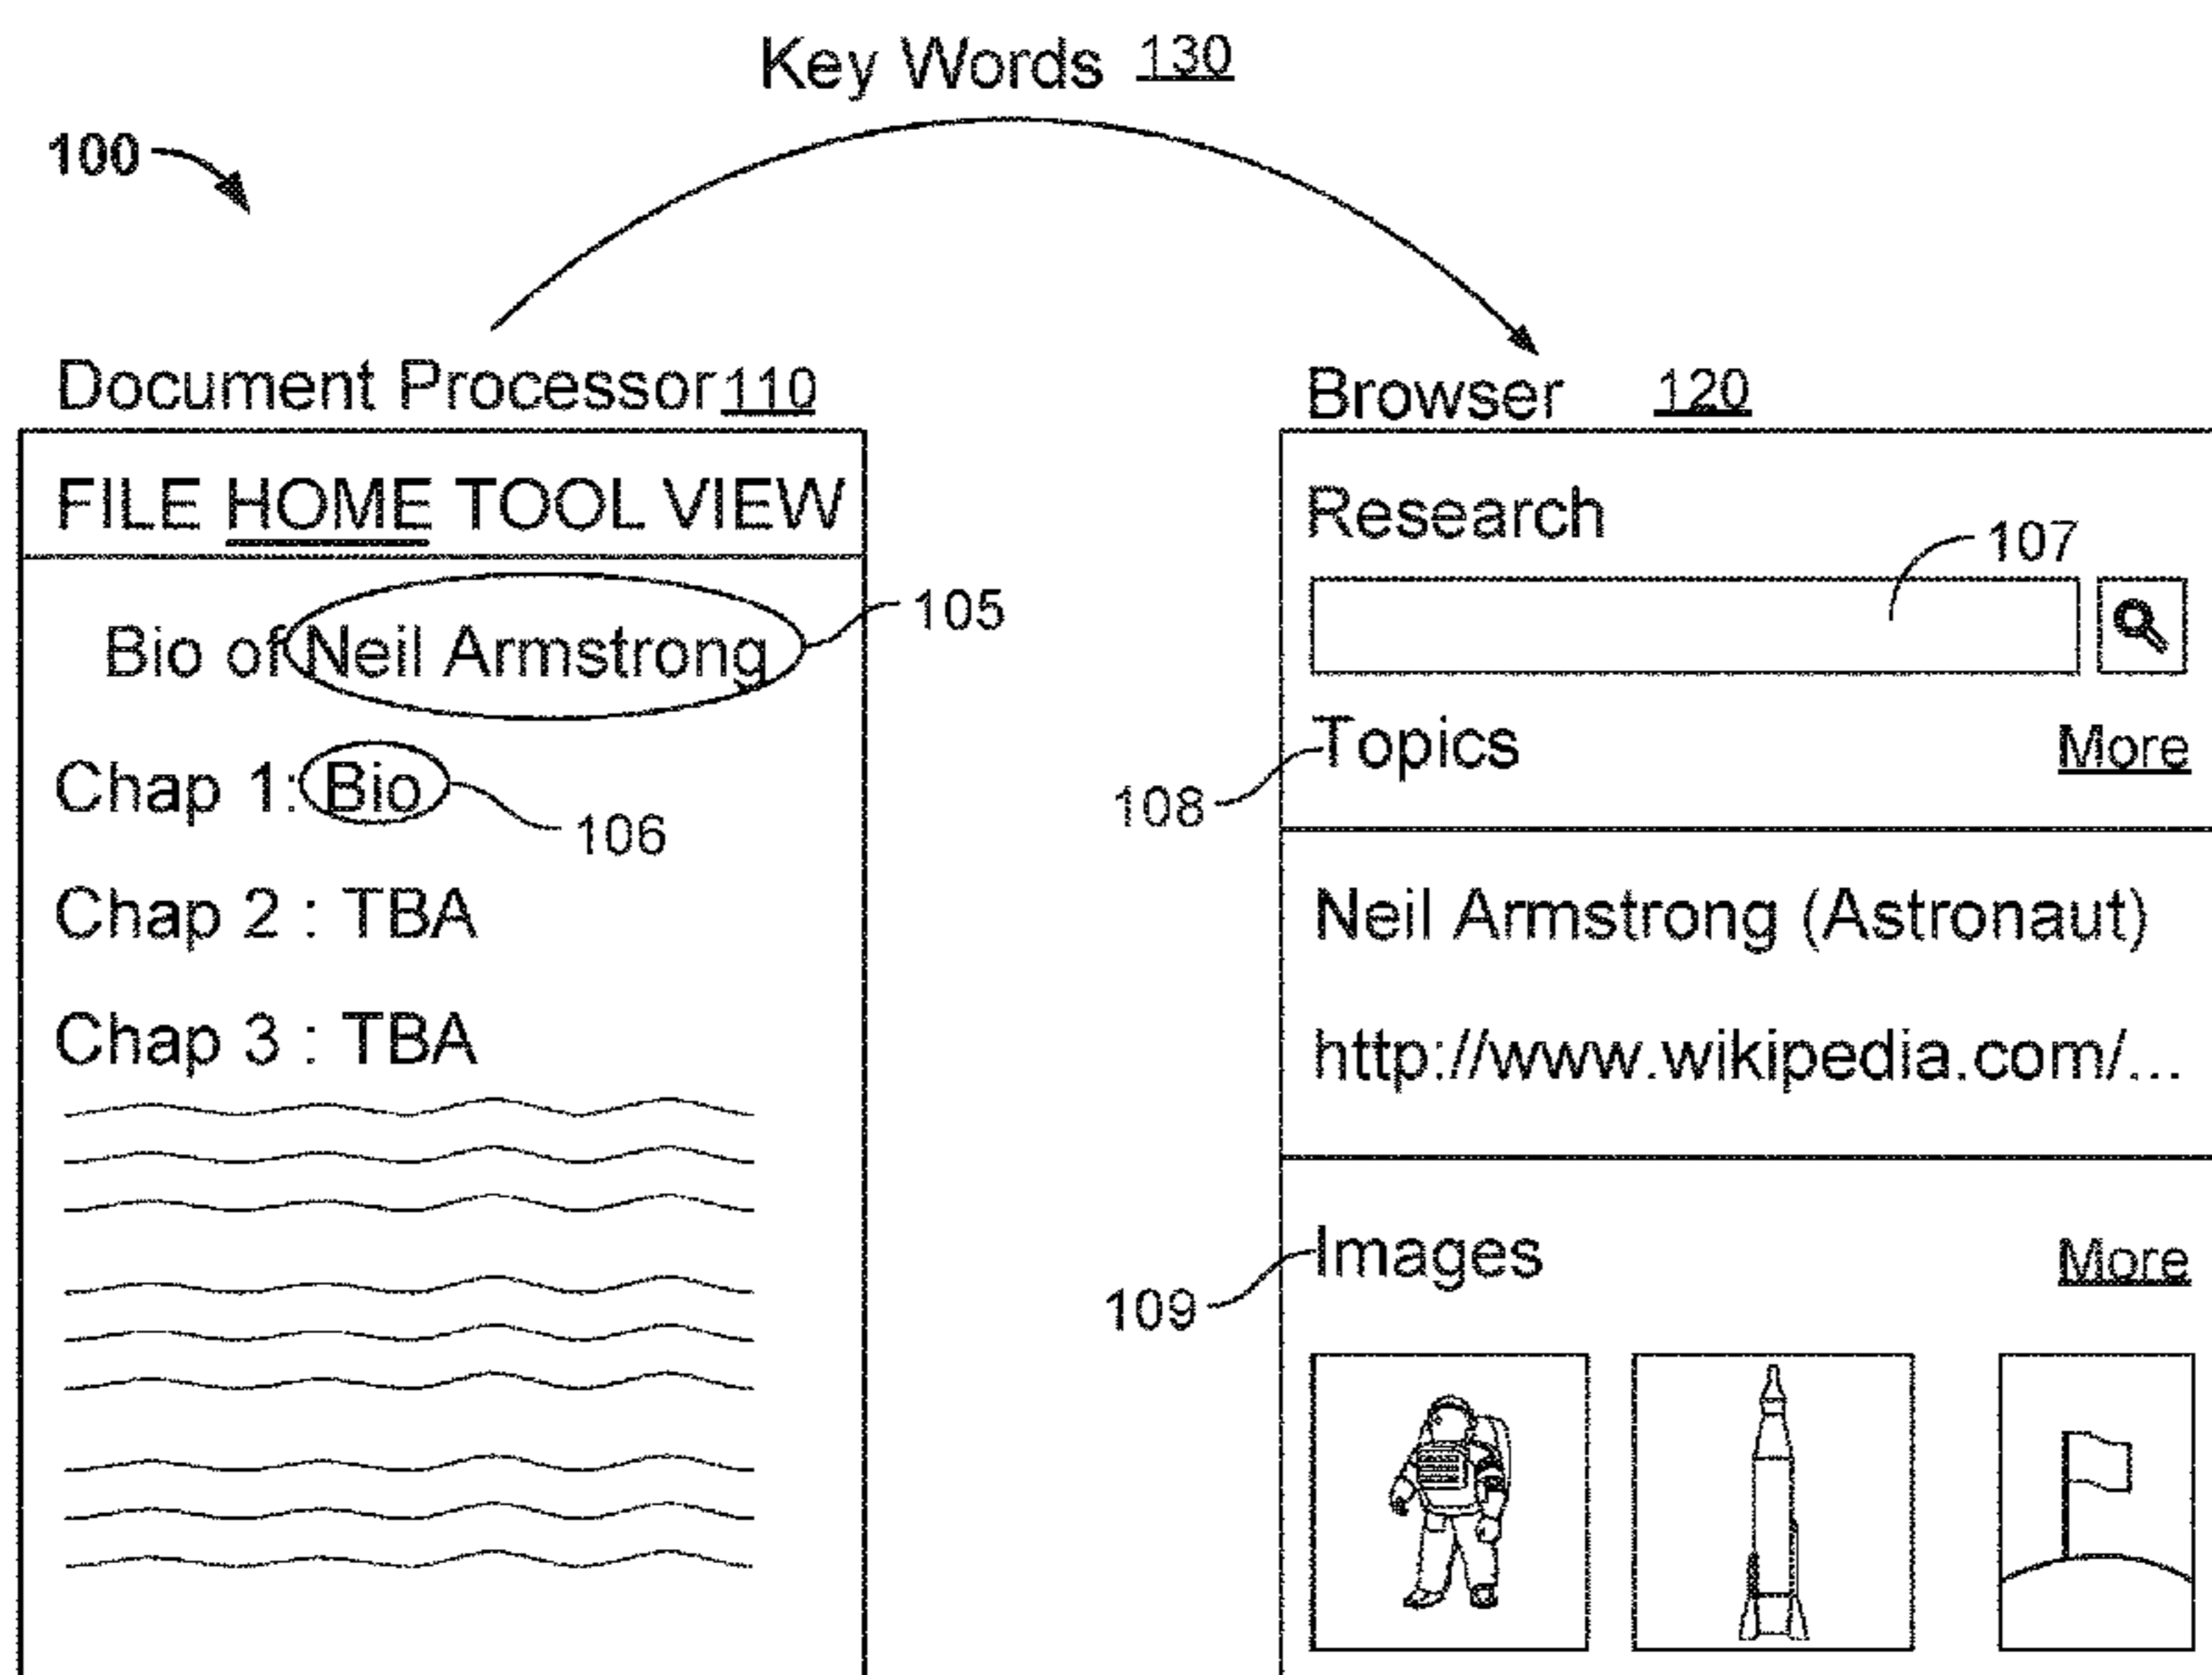 Key Words 130
100
Document Processor 110
FILE HOME TOOL VIEW
Bio of Neil Armstrong
105
Chap 1: Bio
106
Chap 2 : TBA
Chap 3 : TBA
Browser 120
Research
107
Topics More
108
Neil Armstrong (Astronaut)
http://www.wikipedia.com/...
Images More
109